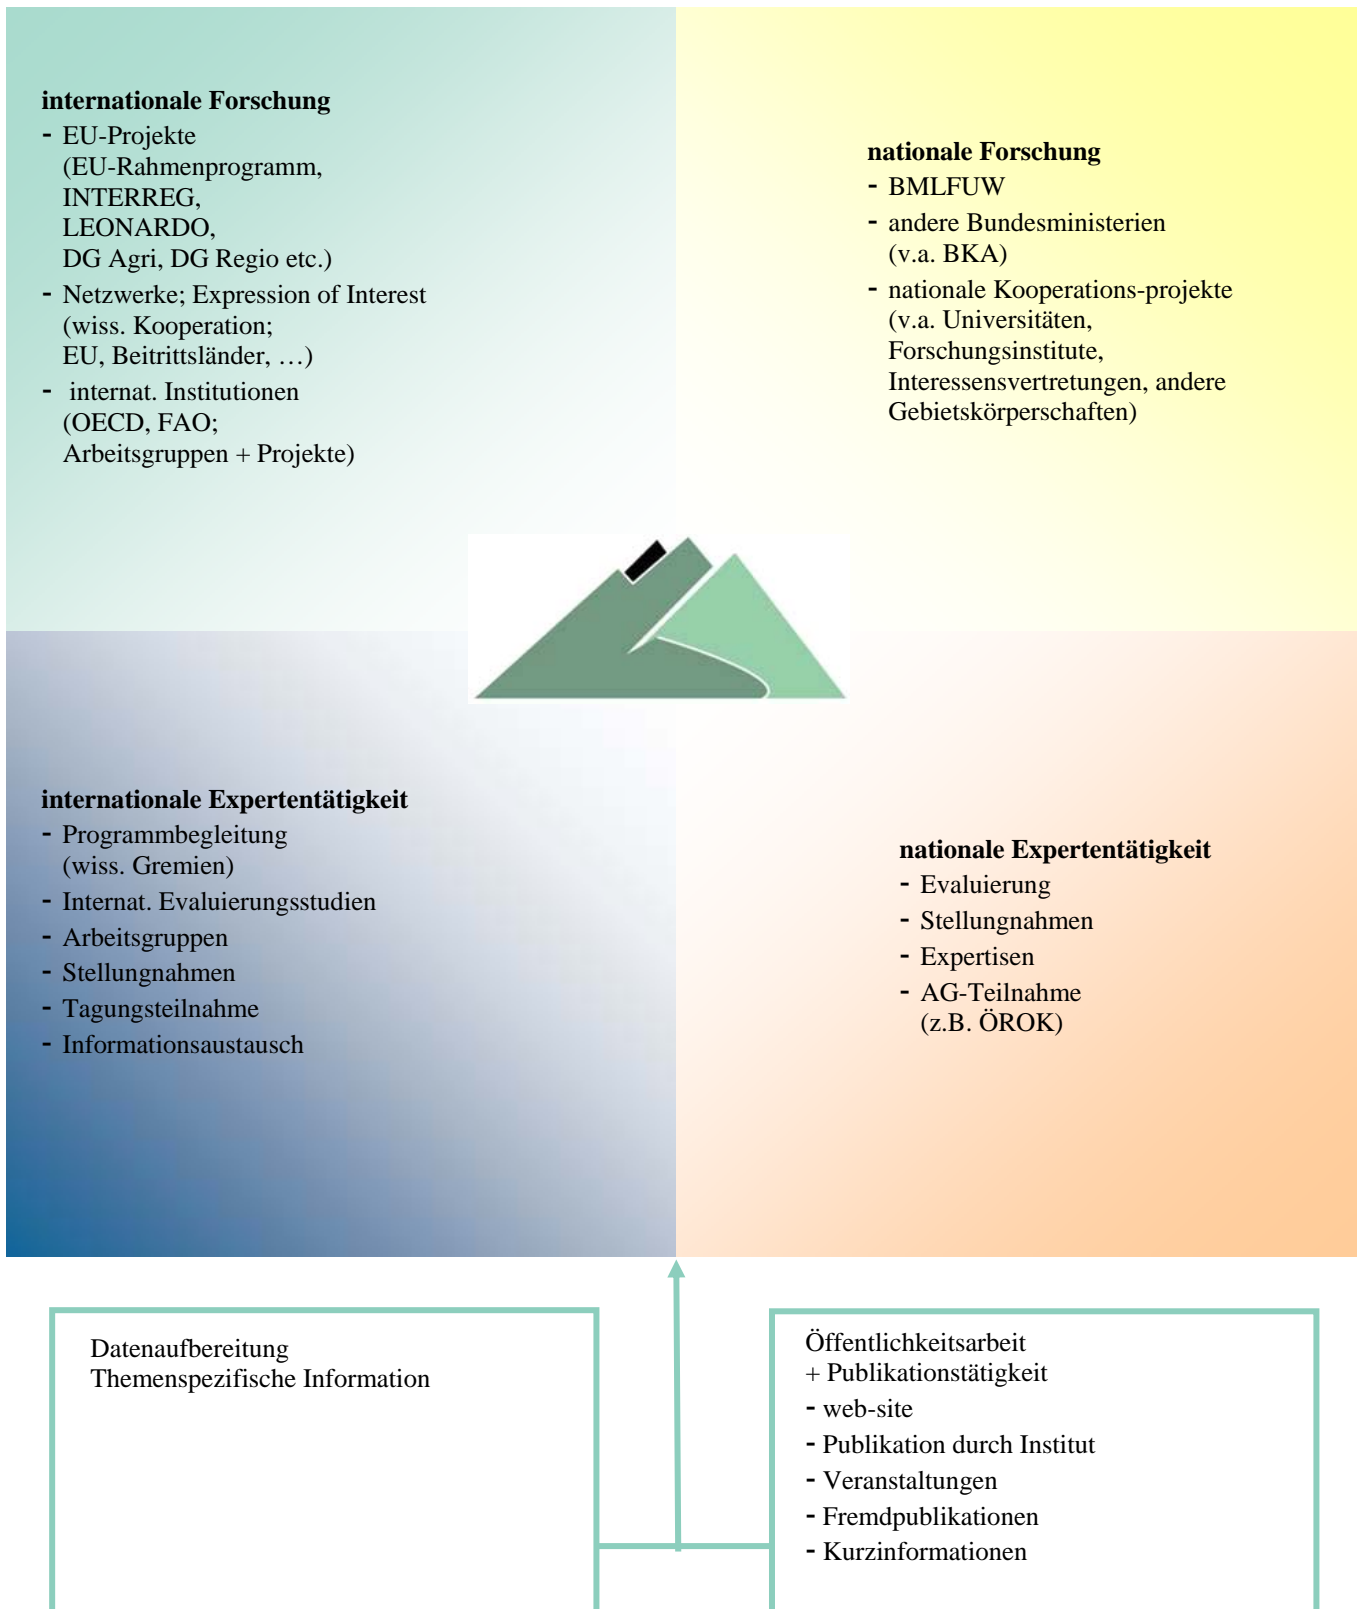 internationale Forschung
- EU-Projekte
(EU-Rahmenprogramm,
INTERREG,
LEONARDO,
DG Agri, DG Regio etc.)
- Netzwerke; Expression of Interest
(wiss. Kooperation;
EU, Beitrittsländer, …)
- internat. Institutionen
(OECD, FAO;
Arbeitsgruppen + Projekte)
nationale Forschung
- BMLFUW
- andere Bundesministerien
(v.a. BKA)
- nationale Kooperations-projekte
(v.a. Universitäten,
Forschungsinstitute,
Interessensvertretungen, andere
Gebietskörperschaften)
internationale Expertentätigkeit
- Programmbegleitung
(wiss. Gremien)
- Internat. Evaluierungsstudien
- Arbeitsgruppen
- Stellungnahmen
- Tagungsteilnahme
- Informationsaustausch
nationale Expertentätigkeit
- Evaluierung
- Stellungnahmen
- Expertisen
- AG-Teilnahme
(z.B. ÖROK)
Datenaufbereitung
Themenspezifische Information
Öffentlichkeitsarbeit
+ Publikationstätigkeit
- web-site
- Publikation durch Institut
- Veranstaltungen
- Fremdpublikationen
- Kurzinformationen